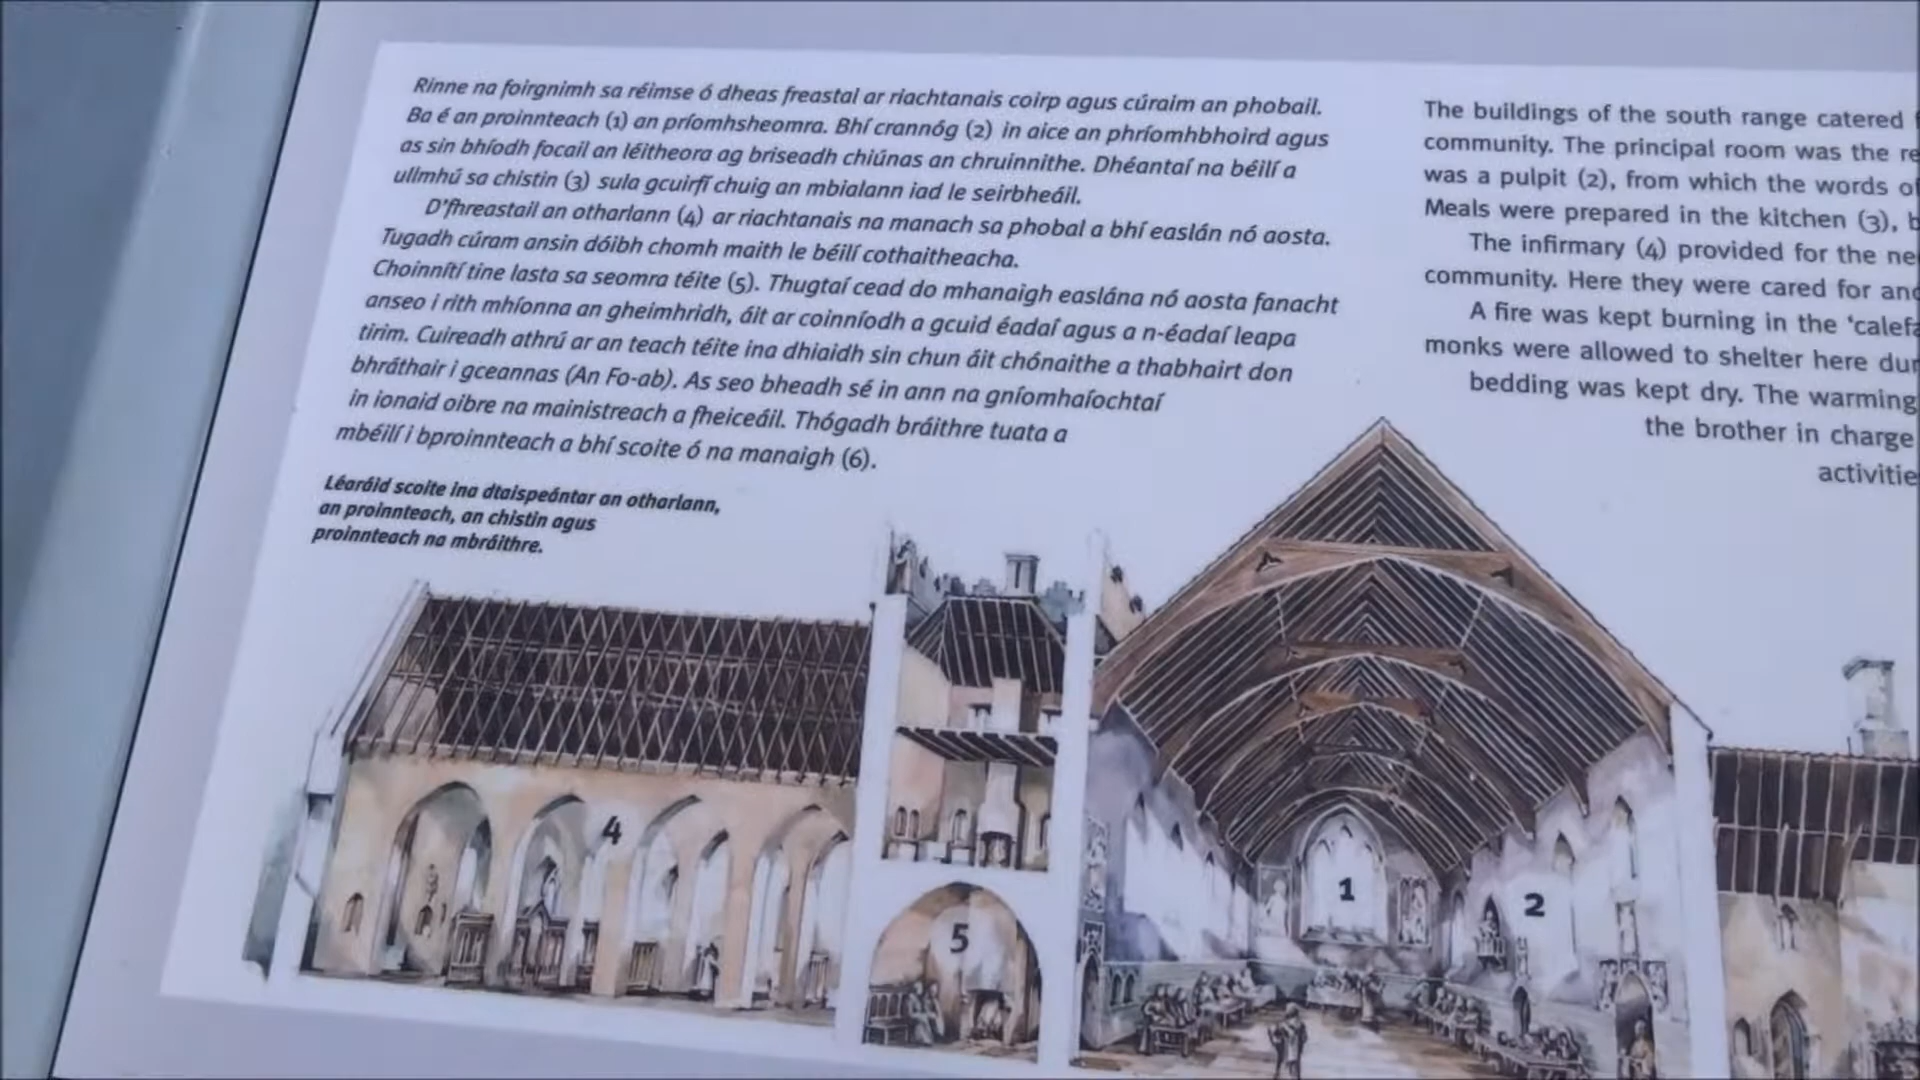 Rinne na foirgnimh sa réimse ó dheas freastal ar riachtanais coirp agus cúraim an phobail.
Ba é an proinnteach (1) an príomhsheomra. Bhí crannóg (2) in aice an phríomhbhoird agus
as sin bhíodh focail an léitheora ag briseadh chiúnas an chruinnithe. Dhéantaí na béilí a
ullmhú sa chistin (3) sula gcuirfí chuig an mbialann iad le seirbheáil.
D'fhreastail an otharlann (4) ar riachtanais na manach sa phobal a bhí easlán nó aosta.
Tugadh cúram ansin dóibh chomh maith le béilí cothaitheacha.
Choinnítí tine lasta sa seomra téite (5). Thugtaí cead do mhanaigh easlána nó aosta fanacht
anseo i rith mhíonna an gheimhridh, áit ar coinníodh a gcuid éadaí agus a n-éadaí leapa
tirim. Cuireadh athrú ar an teach téite ina dhiaidh sin chun áit chónaithe a thabhairt don
bhráthair i gceannas (An Fo-ab). As seo bheadh sé in ann na gníomhaíochtaí
in ionaid oibre na mainistreach a fheiceáil. Thógadh bráithre tuata a
mbéilí i bproinnteach a bhí scoite ó na manaigh (6).
Léaráid scoite ina dtaispeántar an otharlann,
an proinnteach, an chistin agus
proinnteach na mbráithre.
The buildings of the south range catered
community. The principal room was the re
was a pulpit (2), from which the words of
Meals were prepared in the kitchen (3), b
The infirmary (4) provided for the ne
community. Here they were cared for and
A fire was kept burning in the 'calefa
monks were allowed to shelter here dur
bedding was kept dry. The warming
the brother in charge
activitie
4
5
1
2